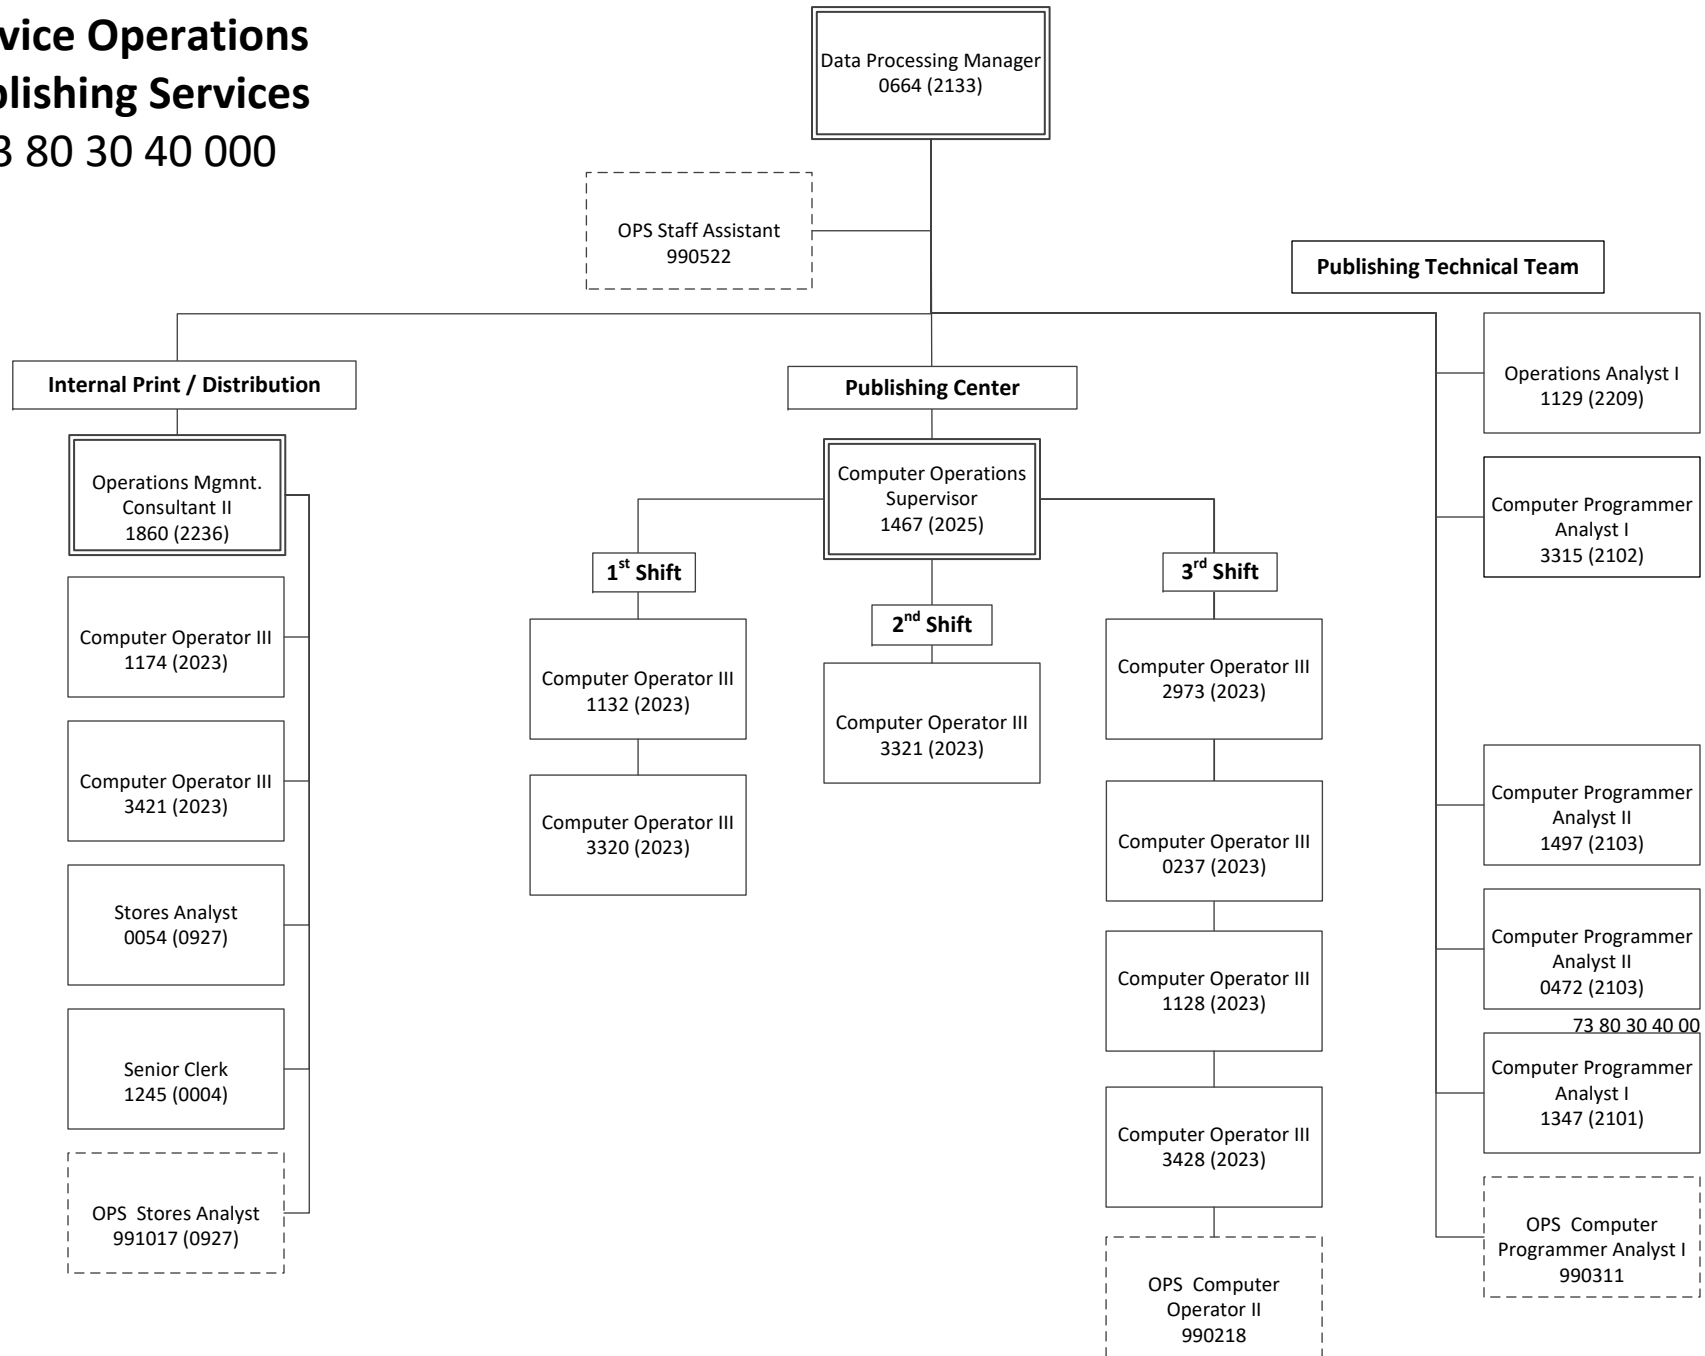 vice Operations
blishing Services
3 80 30 40 000
Data Processing Manager
0664 (2133)
OPS Staff Assistant
990522
Publishing Technical Team
Internal Print / Distribution
Operations Mgmnt.
Consultant II
1860 (2236)
Computer Operator III
1174 (2023)
Computer Operator III
3421 (2023)
Stores Analyst
0054 (0927)
Senior Clerk
1245 (0004)
OPS Stores Analyst
991017 (0927)
Publishing Center
Computer Operations
Supervisor
1467 (2025)
1st Shift
Computer Operator III
1132 (2023)
Computer Operator III
3320 (2023)
2nd Shift
Computer Operator III
3321 (2023)
3rd Shift
Computer Operator III
2973 (2023)
Computer Operator III
0237 (2023)
Computer Operator III
1128 (2023)
Computer Operator III
3428 (2023)
OPS Computer
Operator II
990218
Operations Analyst I
1129 (2209)
Computer Programmer
Analyst I
3315 (2102)
Computer Programmer
Analyst II
1497 (2103)
Computer Programmer
Analyst II
0472 (2103)
73 80 30 40 00
Computer Programmer
Analyst I
1347 (2101)
OPS Computer
Programmer Analyst I
990311